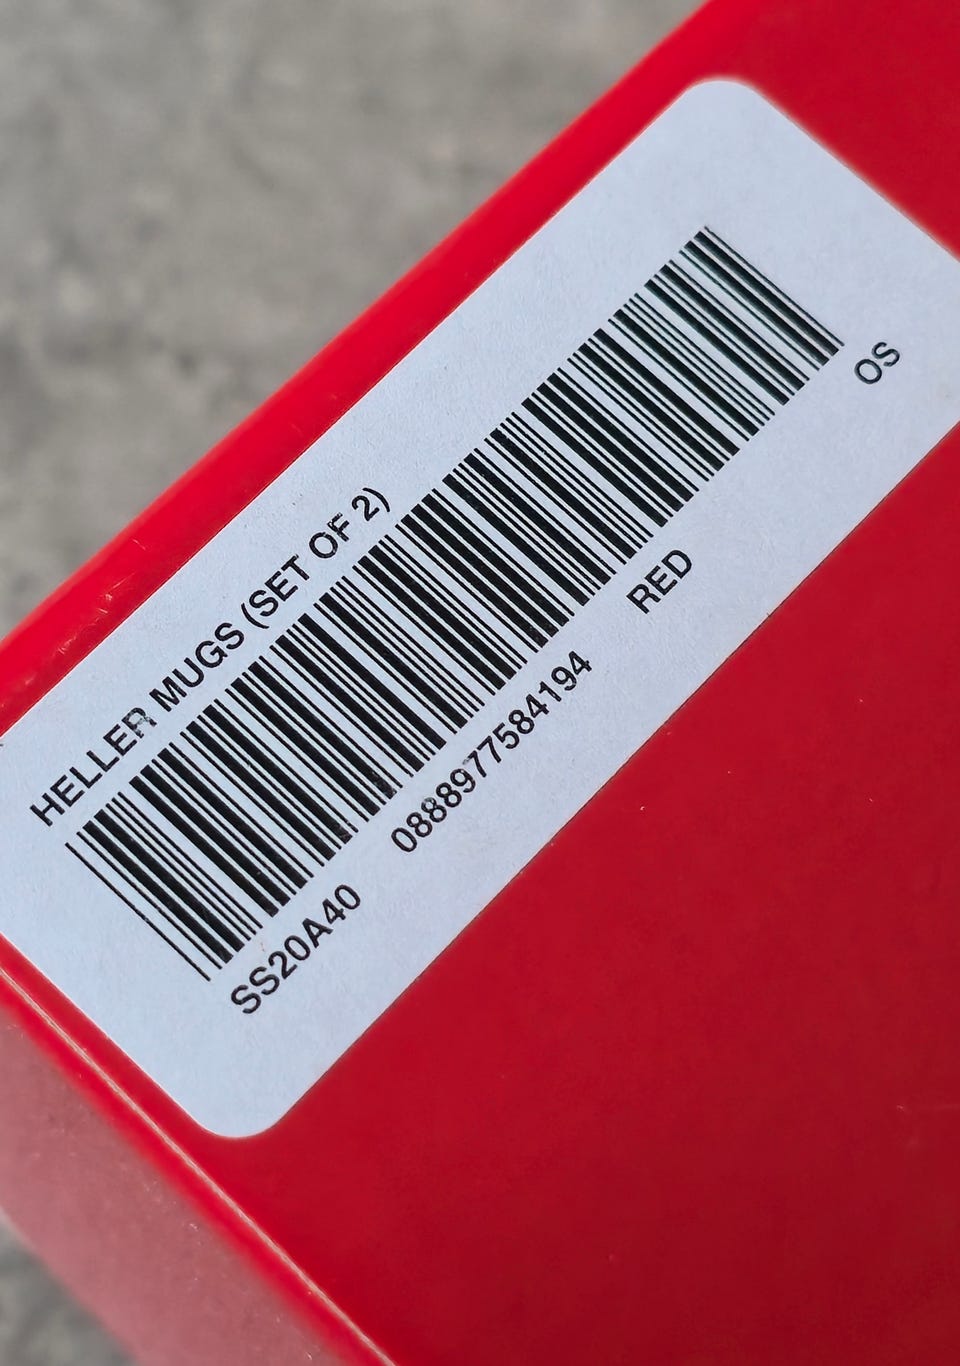 HELLER MUGS (SET OF 2)
SS20A40 0888977584194 RED OS